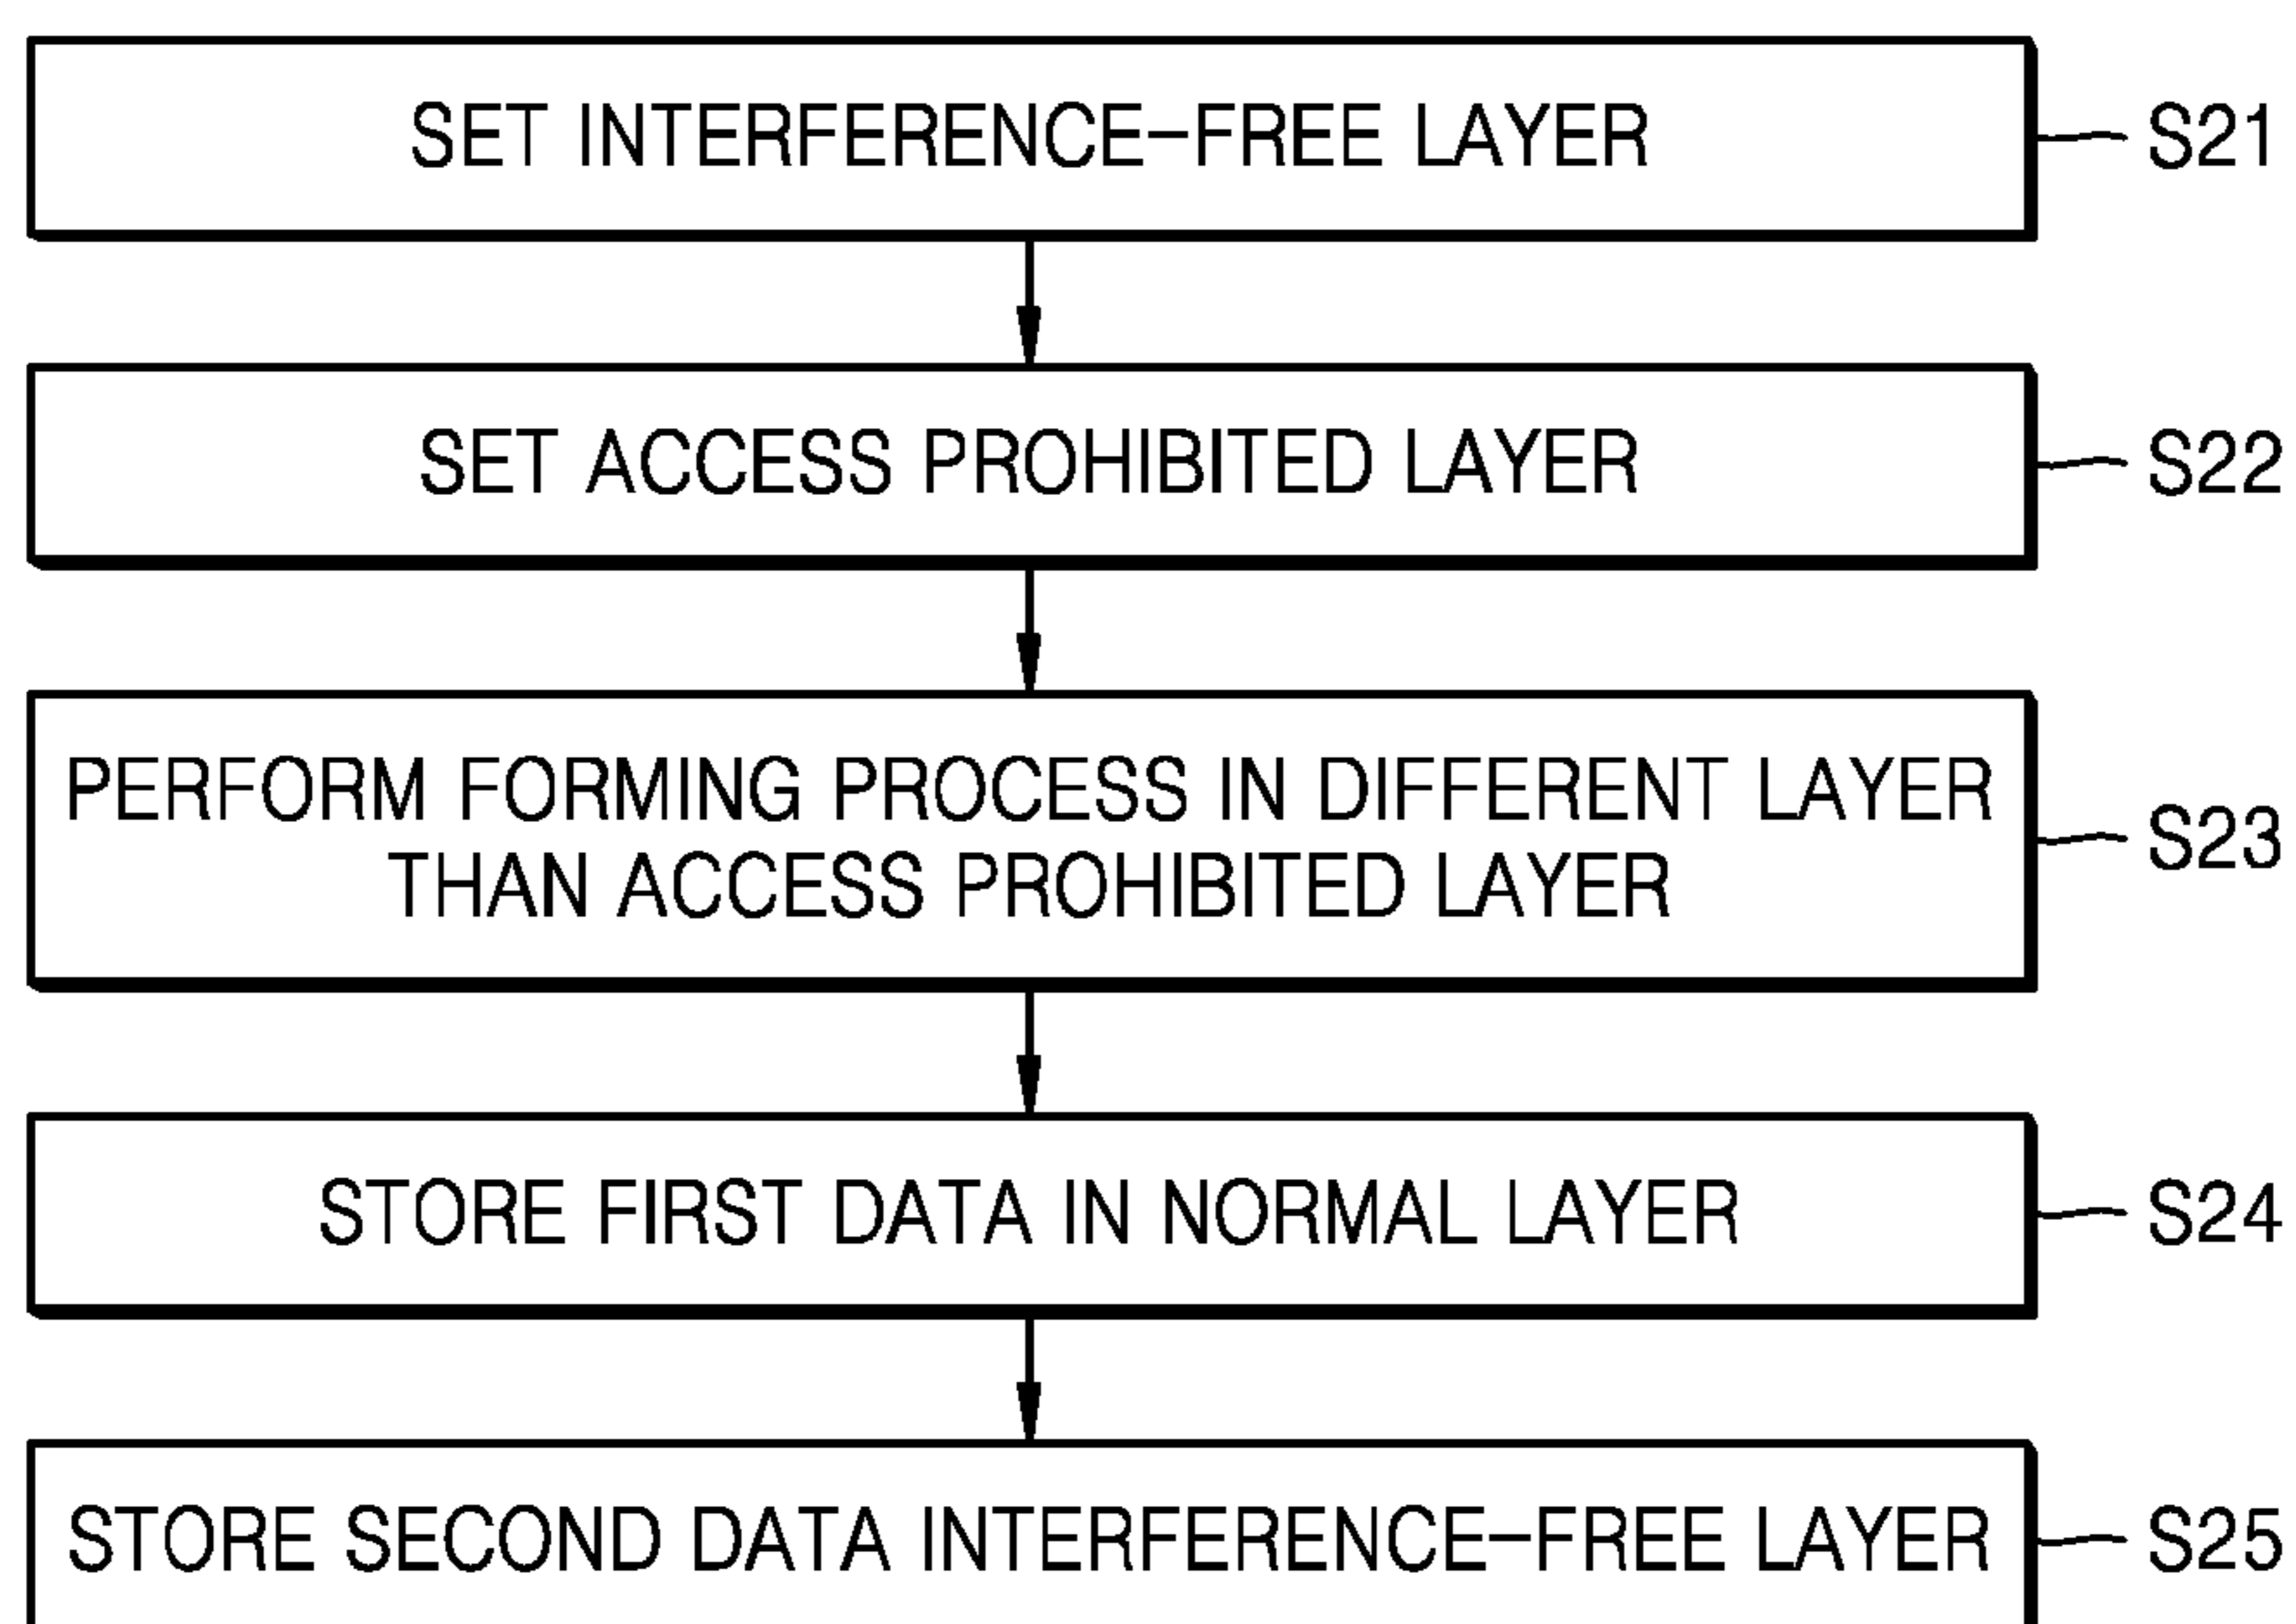 SET INTERFERENCE-FREE LAYER
S21
SET ACCESS PROHIBITED LAYER
S22
PERFORM FORMING PROCESS IN DIFFERENT LAYER
THAN ACCESS PROHIBITED LAYER
S23
STORE FIRST DATA IN NORMAL LAYER
S24
STORE SECOND DATA INTERFERENCE-FREE LAYER
S25